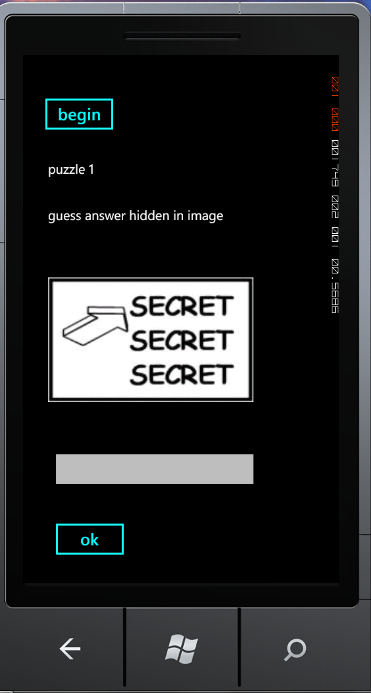 begin
puzzle 1
guess answer hidden in image
SECRET
SECRET
SECRET
ok